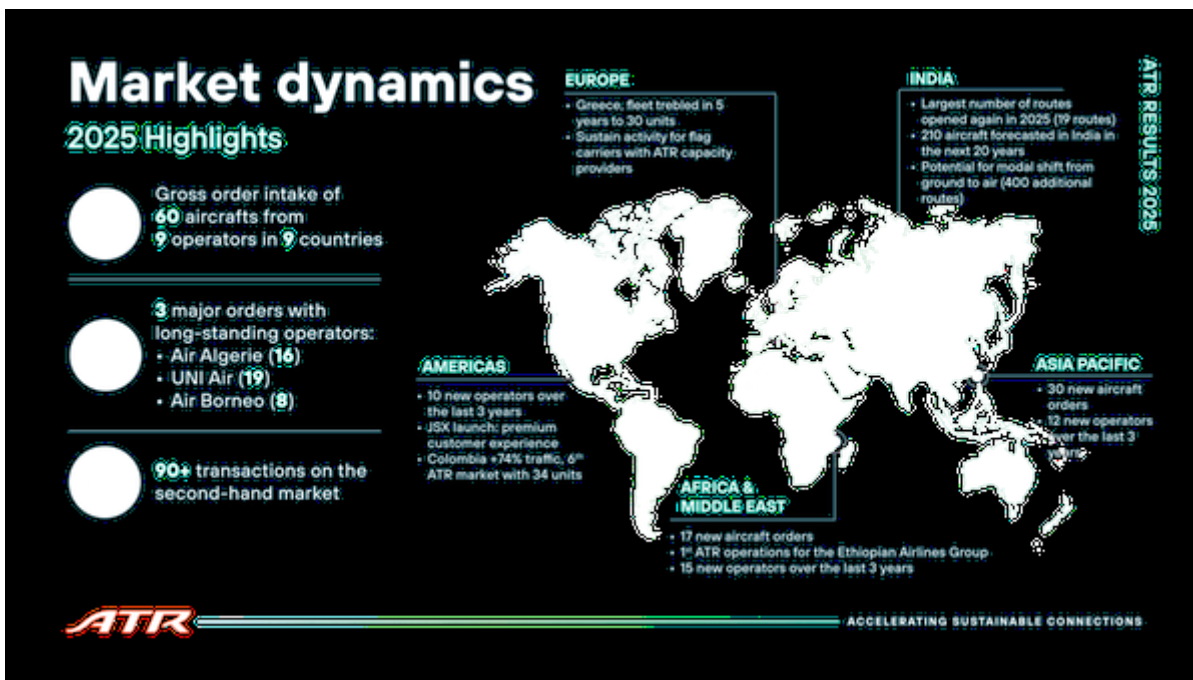 Market dynamics
2025 Highlights
Gross order intake of
60 aircrafts from
9 operators in 9 countries
3 major orders with
long-standing operators:
• Air Algerie (16)
• UNI Air (19)
• Air Borneo (8)
90+ transactions on the
second-hand market
EUROPE
• Greece, fleet trebled in 5
years to 30 units
• Sustain activity for flag
carriers with ATR capacity
providers
INDIA
• Largest number of routes
opened again in 2025 (19 routes)
• 210 aircraft forecasted in India in
the next 20 years
• Potential for modal shift from
ground to air (400 additional
routes)
AMERICAS
• 10 new operators over
the last 3 years
• JSX launch: premium
customer experience
• Colombia +74% traffic, 6th
ATR market with 34 units
AFRICA &
MIDDLE EAST
• 17 new aircraft orders
• 1st ATR operations for the Ethiopian Airlines Group
• 15 new operators over the last 3 years
ASIA PACIFIC
• 30 new aircraft
orders
• 12 new operators
over the last 3
years
ATR RESULTS 2025
ATR
ACCELERATING SUSTAINABLE CONNECTIONS